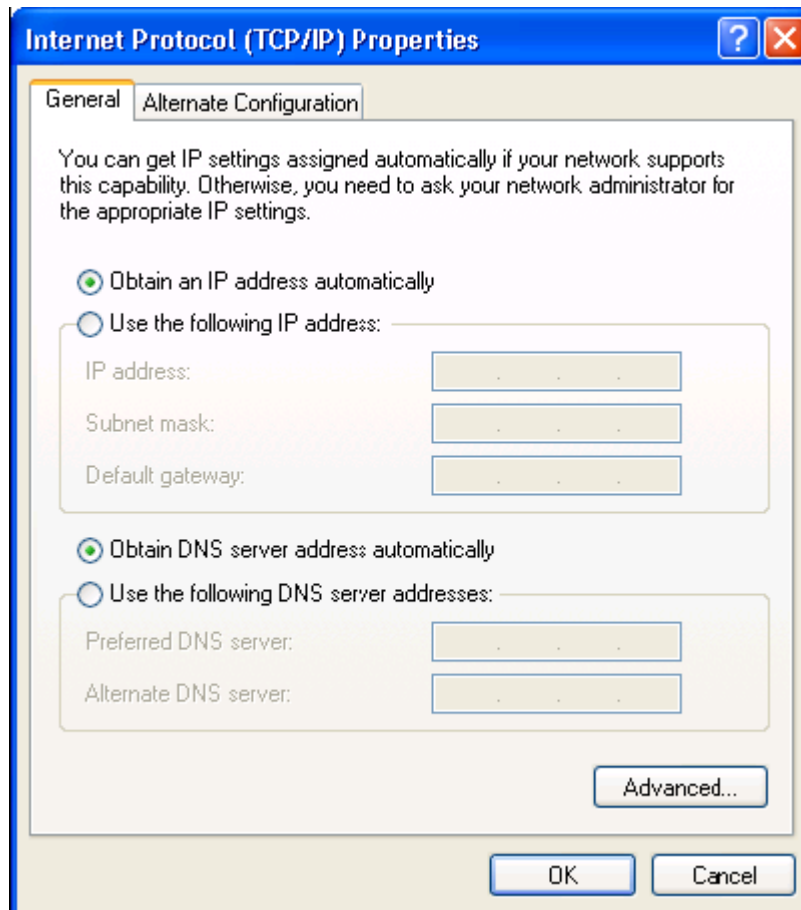 Internet Protocol (TCP/IP) Properties
General
Alternate Configuration
You can get IP settings assigned automatically if your network supports
this capability. Otherwise, you need to ask your network administrator for
the appropriate IP settings.
Obtain an IP address automatically
Use the following IP address:
IP address:
Subnet mask:
Default gateway:
Obtain DNS server address automatically
Use the following DNS server addresses:
Preferred DNS server:
Alternate DNS server:
Advanced...
OK
Cancel